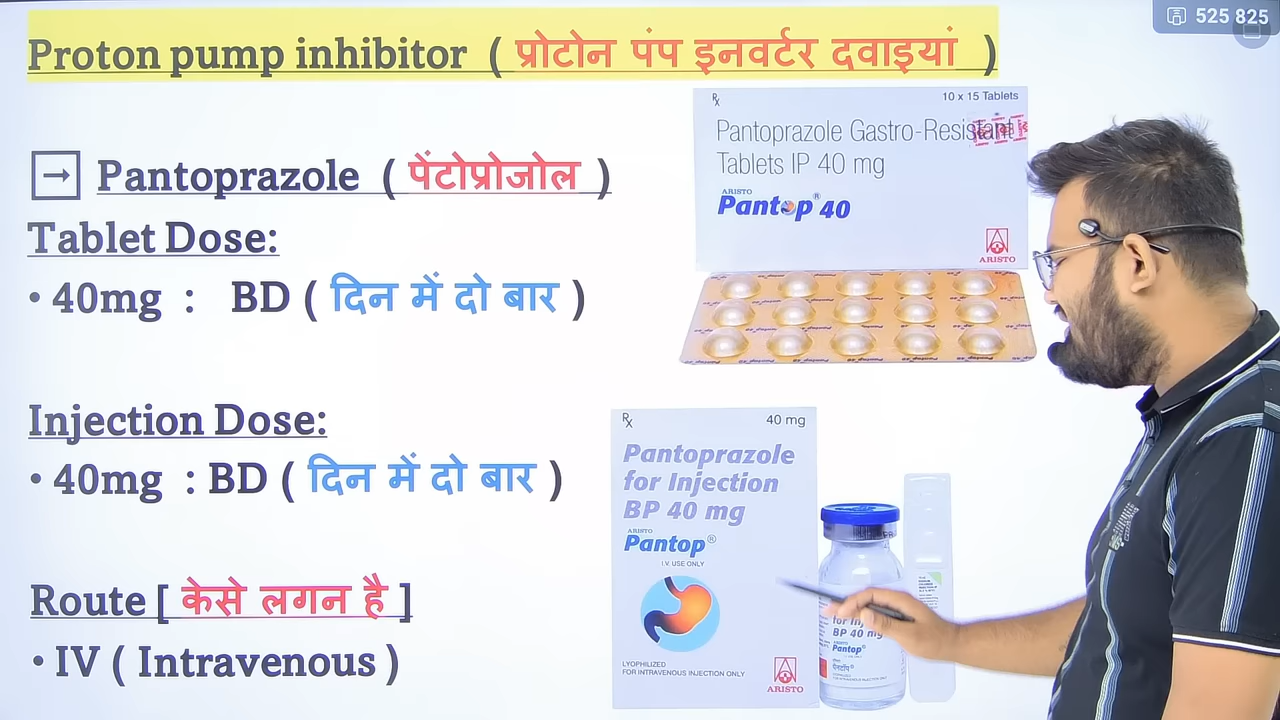 525 825
Proton pump inhibitor ( प्रोटोन पंप इनवर्टर दवाइयां )
→ Pantoprazole ( पेंटोप्रोजोल )
Tablet Dose:
• 40mg : BD ( दिन में दो बार )
Injection Dose:
• 40mg : BD ( दिन में दो बार )
Route [ केसे लगन है ]
• IV ( Intravenous )
Rx 10 x 15 Tablets
Pantoprazole Gastro-Resistant
Tablets IP 40 mg
ARISTO
Pantop® 40
ARISTO
Rx 40 mg
Pantoprazole
for Injection
BP 40 mg
ARISTO
Pantop®
I.V. USE ONLY
LYOPHILIZED
FOR INTRAVENOUS INJECTION ONLY
ARISTO
BP 40 mg
Pantop®
पैन्टॉप®